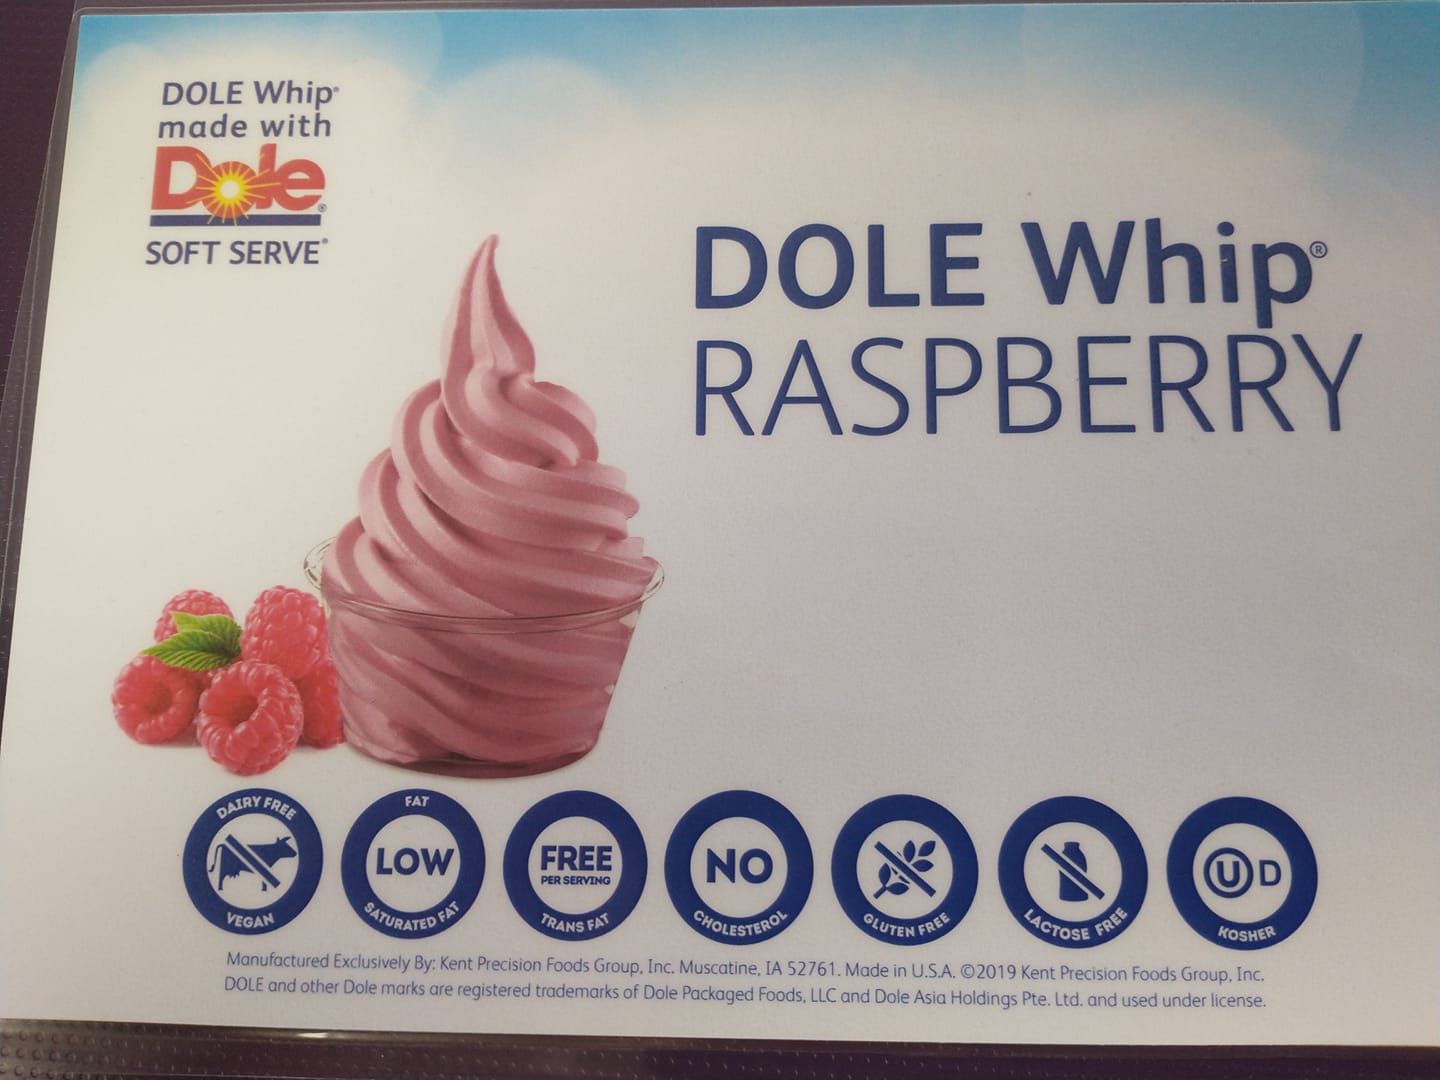 DOLE Whip®
made with
Dole®
SOFT SERVE®
DOLE Whip®
RASPBERRY
DAIRY FREE
VEGAN
FAT
LOW
SATURATED FAT
FREE
PER SERVING
TRANS FAT
NO
CHOLESTEROL
GLUTEN FREE
LACTOSE FREE
U D
KOSHER
Manufactured Exclusively By: Kent Precision Foods Group, Inc. Muscatine, IA 52761. Made in U.S.A. ©2019 Kent Precision Foods Group, Inc.
DOLE and other Dole marks are registered trademarks of Dole Packaged Foods, LLC and Dole Asia Holdings Pte. Ltd. and used under license.